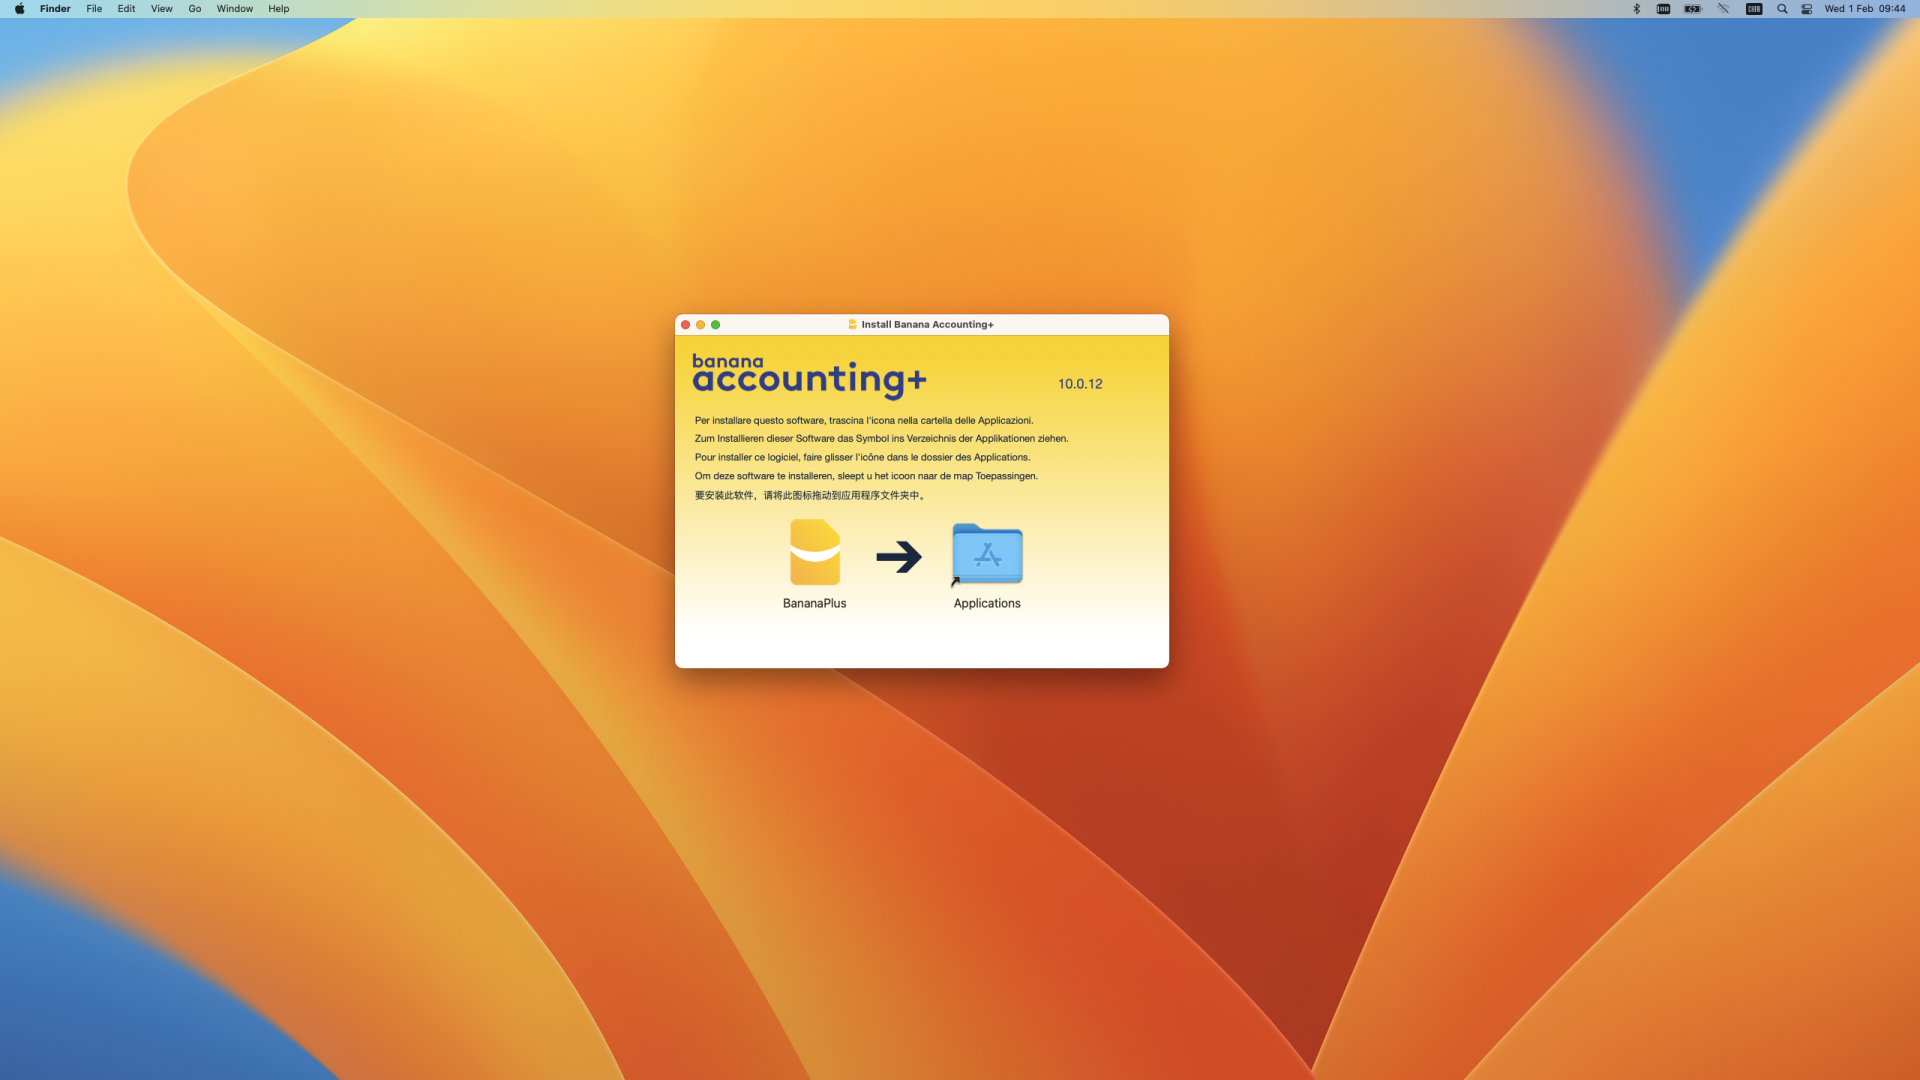 Finder File Edit View Go Window Help Wed 1 Feb 09:44
Install Banana Accounting+
banana
accounting+
10.0.12
Per installare questo software, trascina l'icona nella cartella delle Applicazioni.
Zum Installieren dieser Software das Symbol ins Verzeichnis der Applikationen ziehen.
Pour installer ce logiciel, faire glisser l'icône dans le dossier des Applications.
Om deze software te installeren, sleept u het icoon naar de map Toepassingen.
要安装此软件，请将此图标拖动到应用程序文件夹中。
BananaPlus Applications